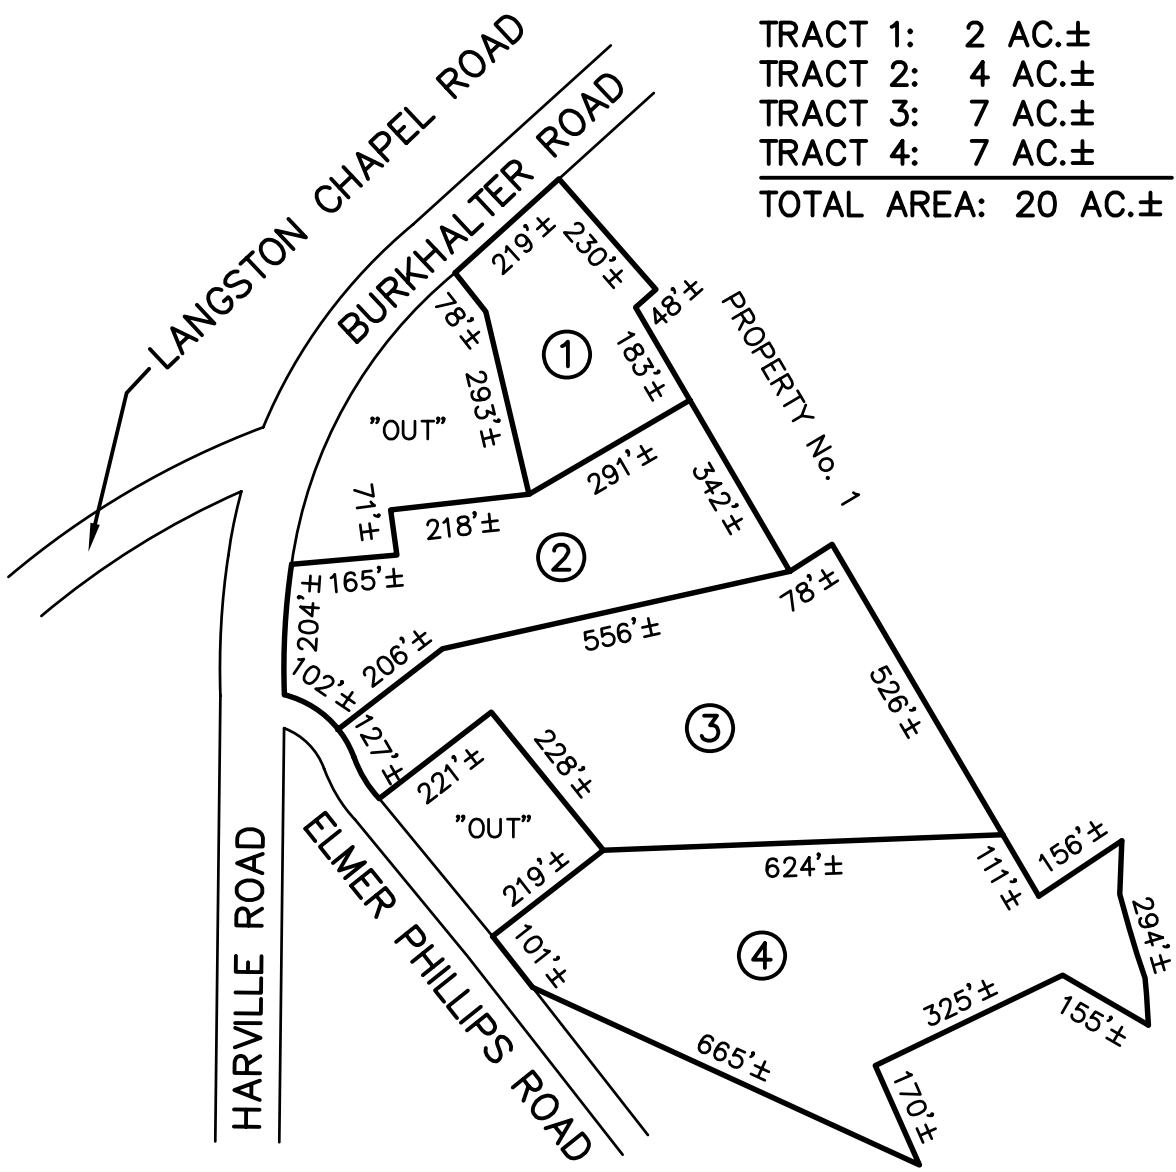 TRACT 1: 2 AC.±
TRACT 2: 4 AC.±
TRACT 3: 7 AC.±
TRACT 4: 7 AC.±
TOTAL AREA: 20 AC.±
LANGSTON CHAPEL ROAD
BURKHALTER ROAD
219'±
230'±
48'±
PROPERTY No. 1
78'±
1
183'±
293'±
"OUT"
291'±
342'±
71'±
218'±
2
165'±
204'±
78'±
556'±
206'±
102'±
127'±
526'±
3
221'±
228'±
"OUT"
219'±
624'±
111'±
156'±
HARVILLE ROAD
ELMER PHILLIPS ROAD
101'±
4
294'±
325'±
155'±
665'±
170'±